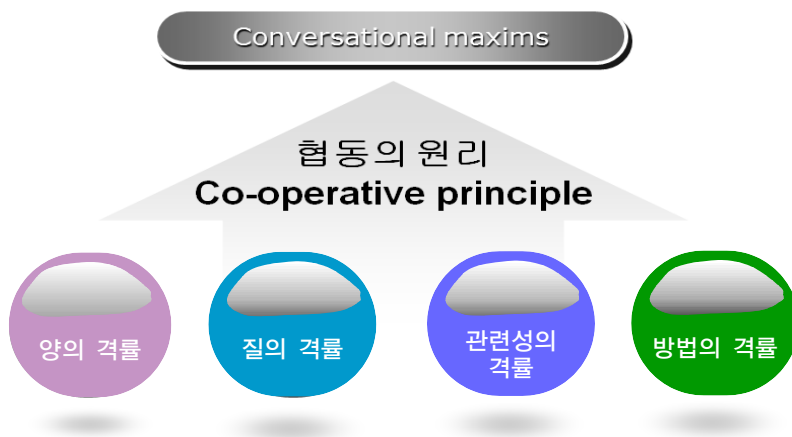 Conversational maxims
협동의 원리
Co-operative principle
양의 격률
질의 격률
관련성의
격률
방법의 격률